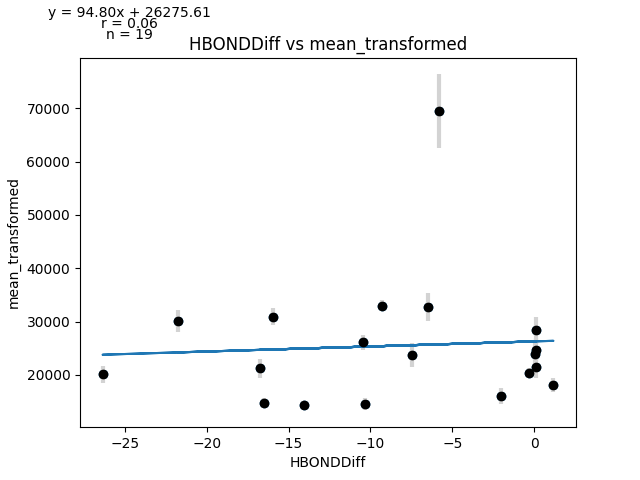 y = 94.80x + 26275.61
r = 0.06
n = 19
HBONDDiff vs mean_transformed
70000
60000
50000
40000
30000
20000
mean_transformed
−25
−20
−15
−10
−5
0
HBONDDiff